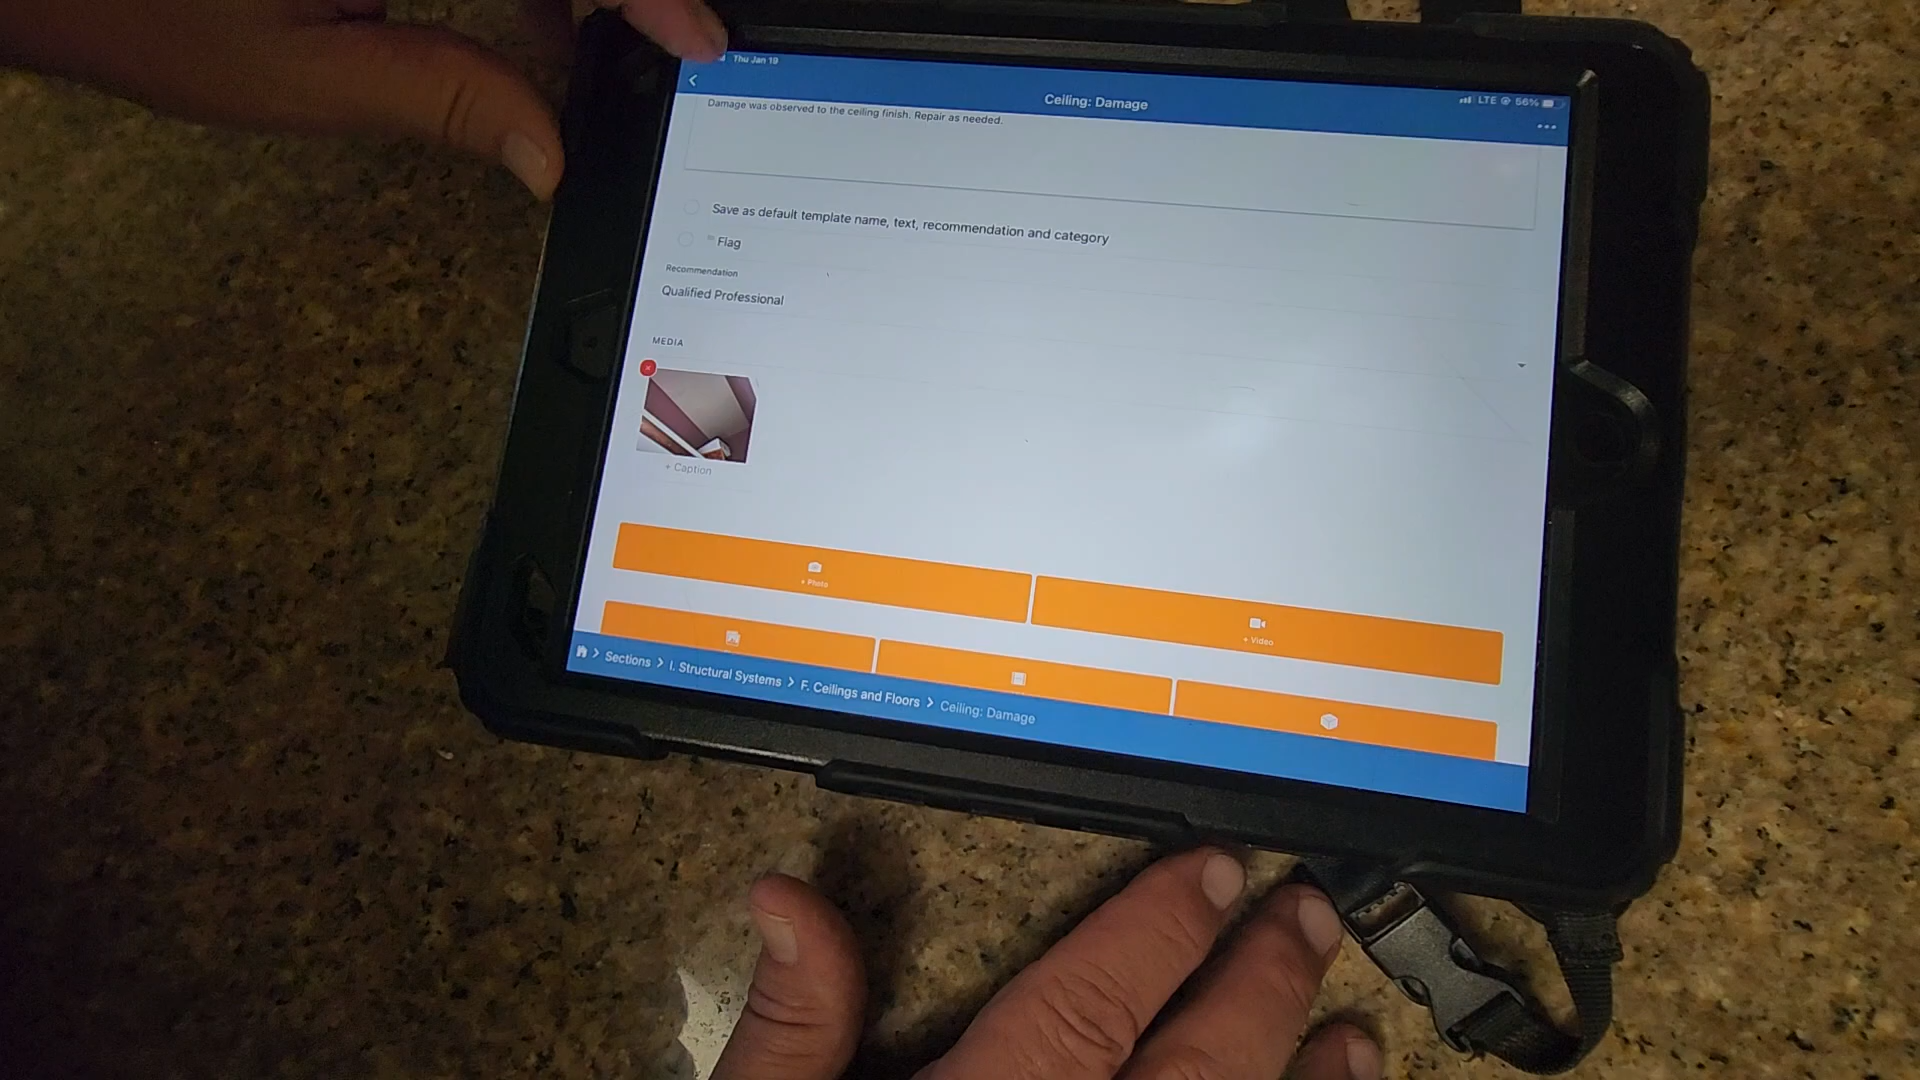 Thu Jan 19
LTE 56%
Ceiling: Damage
Damage was observed to the ceiling finish. Repair as needed.
Save as default template name, text, recommendation and category
Flag
Recommendation
Qualified Professional
MEDIA
+ Caption
+ Photo
+ Video
Sections > I. Structural Systems > F. Ceilings and Floors > Ceiling: Damage